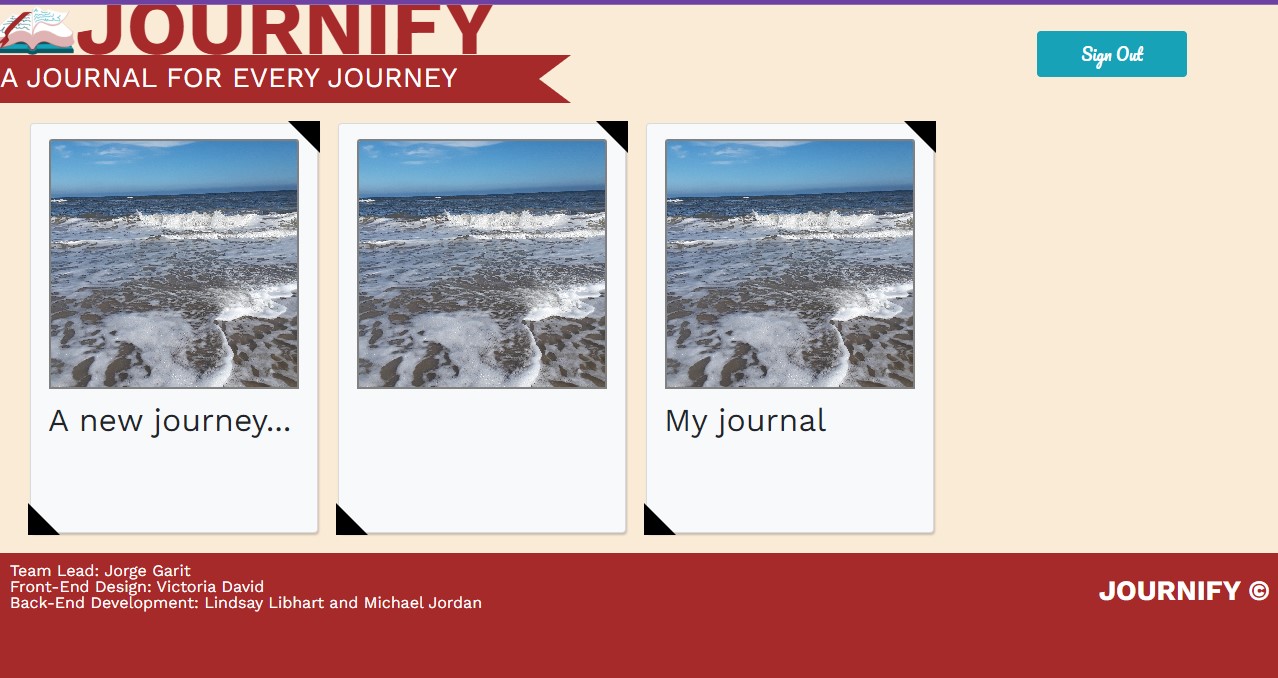 JOURNIFY
A JOURNAL FOR EVERY JOURNEY
Sign Out
A new journey...
My journal
Team Lead: Jorge Garit
Front-End Design: Victoria David
Back-End Development: Lindsay Libhart and Michael Jordan
JOURNIFY ©